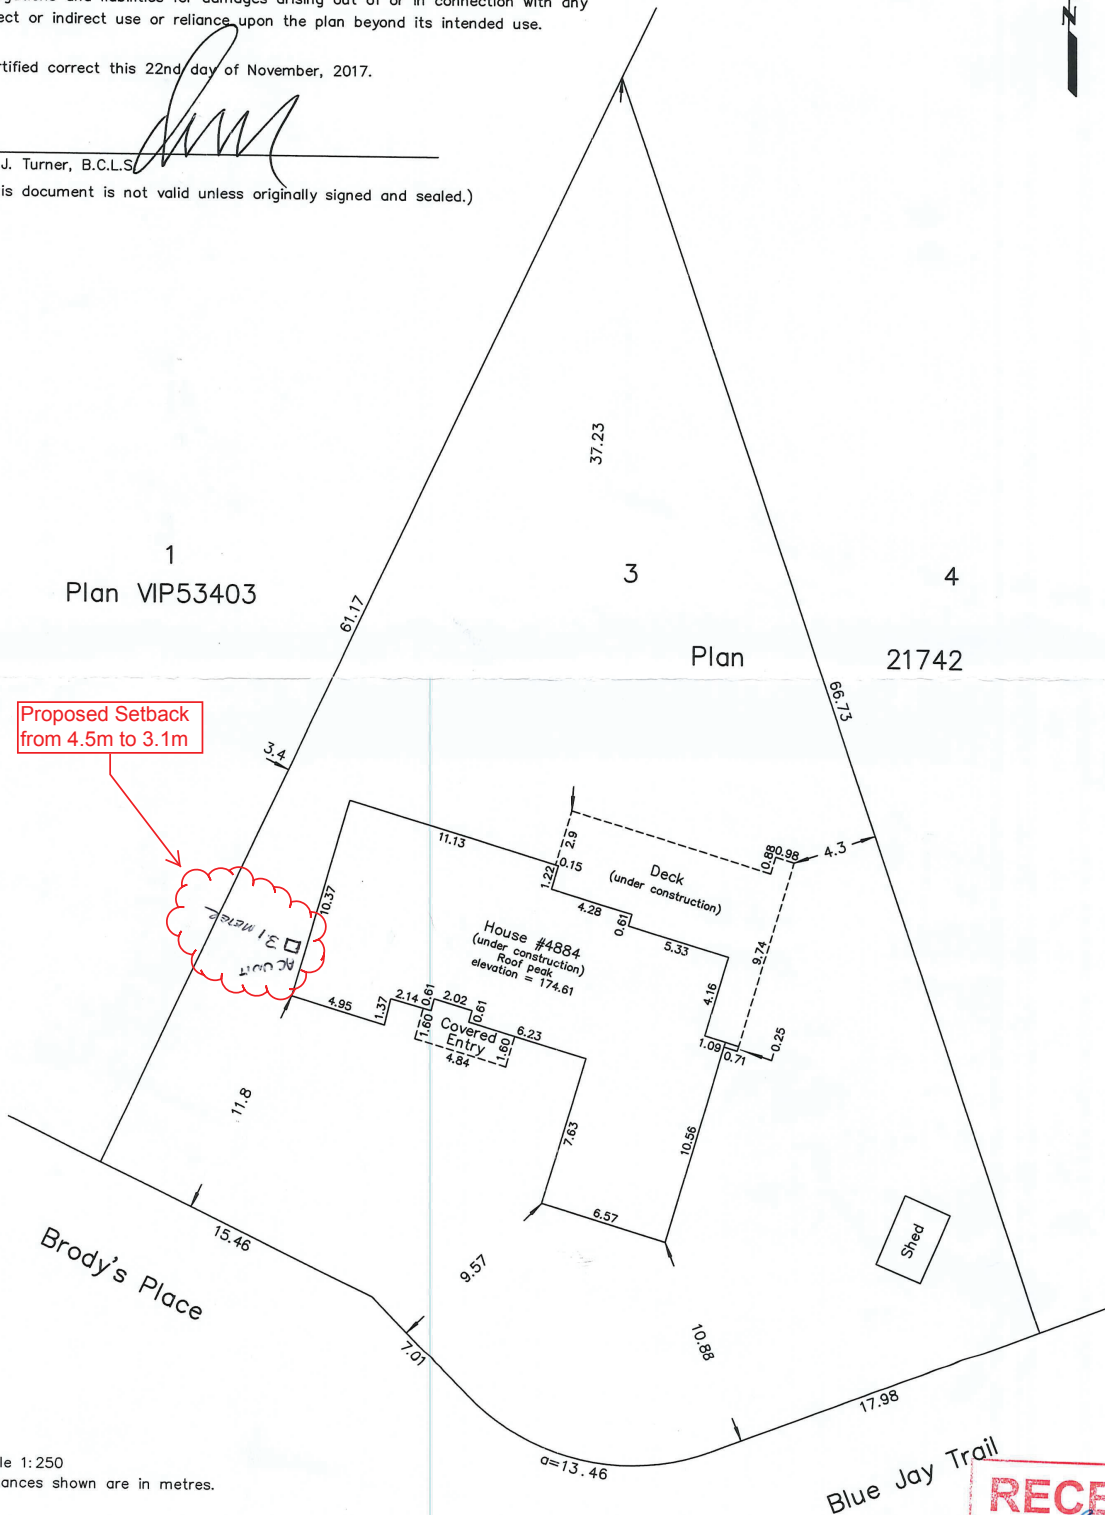 ect or indirect use or reliance upon the plan beyond its intended use.
rtified correct this 22nd day of November, 2017.
J. Turner, B.C.L.S.
is document is not valid unless originally signed and sealed.)
N
37.23
1
Plan VIP53403
3
4
61.17
Plan
21742
66.73
Proposed Setback
from 4.5m to 3.1m
3.4
11.13
2.9
0.15
1.22
Deck
(under construction)
0.88
0.98
4.3
10.37
4.28
0.61
5.33
9.74
3.1 METER
AC UNIT
House #4884
(under construction)
Roof peak
elevation = 174.61
4.16
4.95
1.37
2.14
0.61
2.02
0.61
6.23
1.60
Covered
Entry
1.60
4.84
1.09
0.71
0.25
11.8
7.63
10.56
6.57
Shed
15.46
Brody's Place
9.57
7.01
10.88
17.98
a=13.46
le 1:250
ances shown are in metres.
Blue Jay Trail
RECE